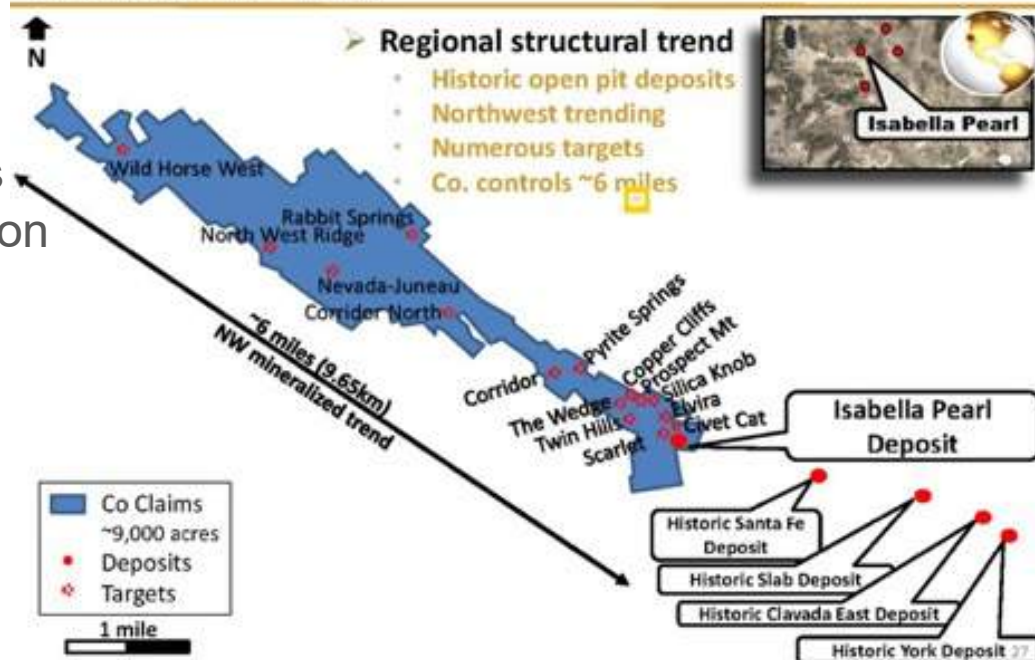 N
➢ Regional structural trend
• Historic open pit deposits
• Northwest trending
• Numerous targets
• Co. controls ~6 miles
Isabella Pearl
s
on
Wild Horse West
Rabbit Springs
North West Ridge
Nevada-Juneau
Corridor North
~6 miles (9.65km)
NW mineralized trend
Pyrite Springs
Corridor
Copper Cliffs
Prospect Mt
Silica Knob
The Wedge
Elvira
Twin Hills
Civet Cat
Scarlet
Isabella Pearl
Deposit
Historic Santa Fe
Deposit
Historic Slab Deposit
Historic Clavada East Deposit
Historic York Deposit 27
Co Claims
~9,000 acres
Deposits
Targets
1 mile